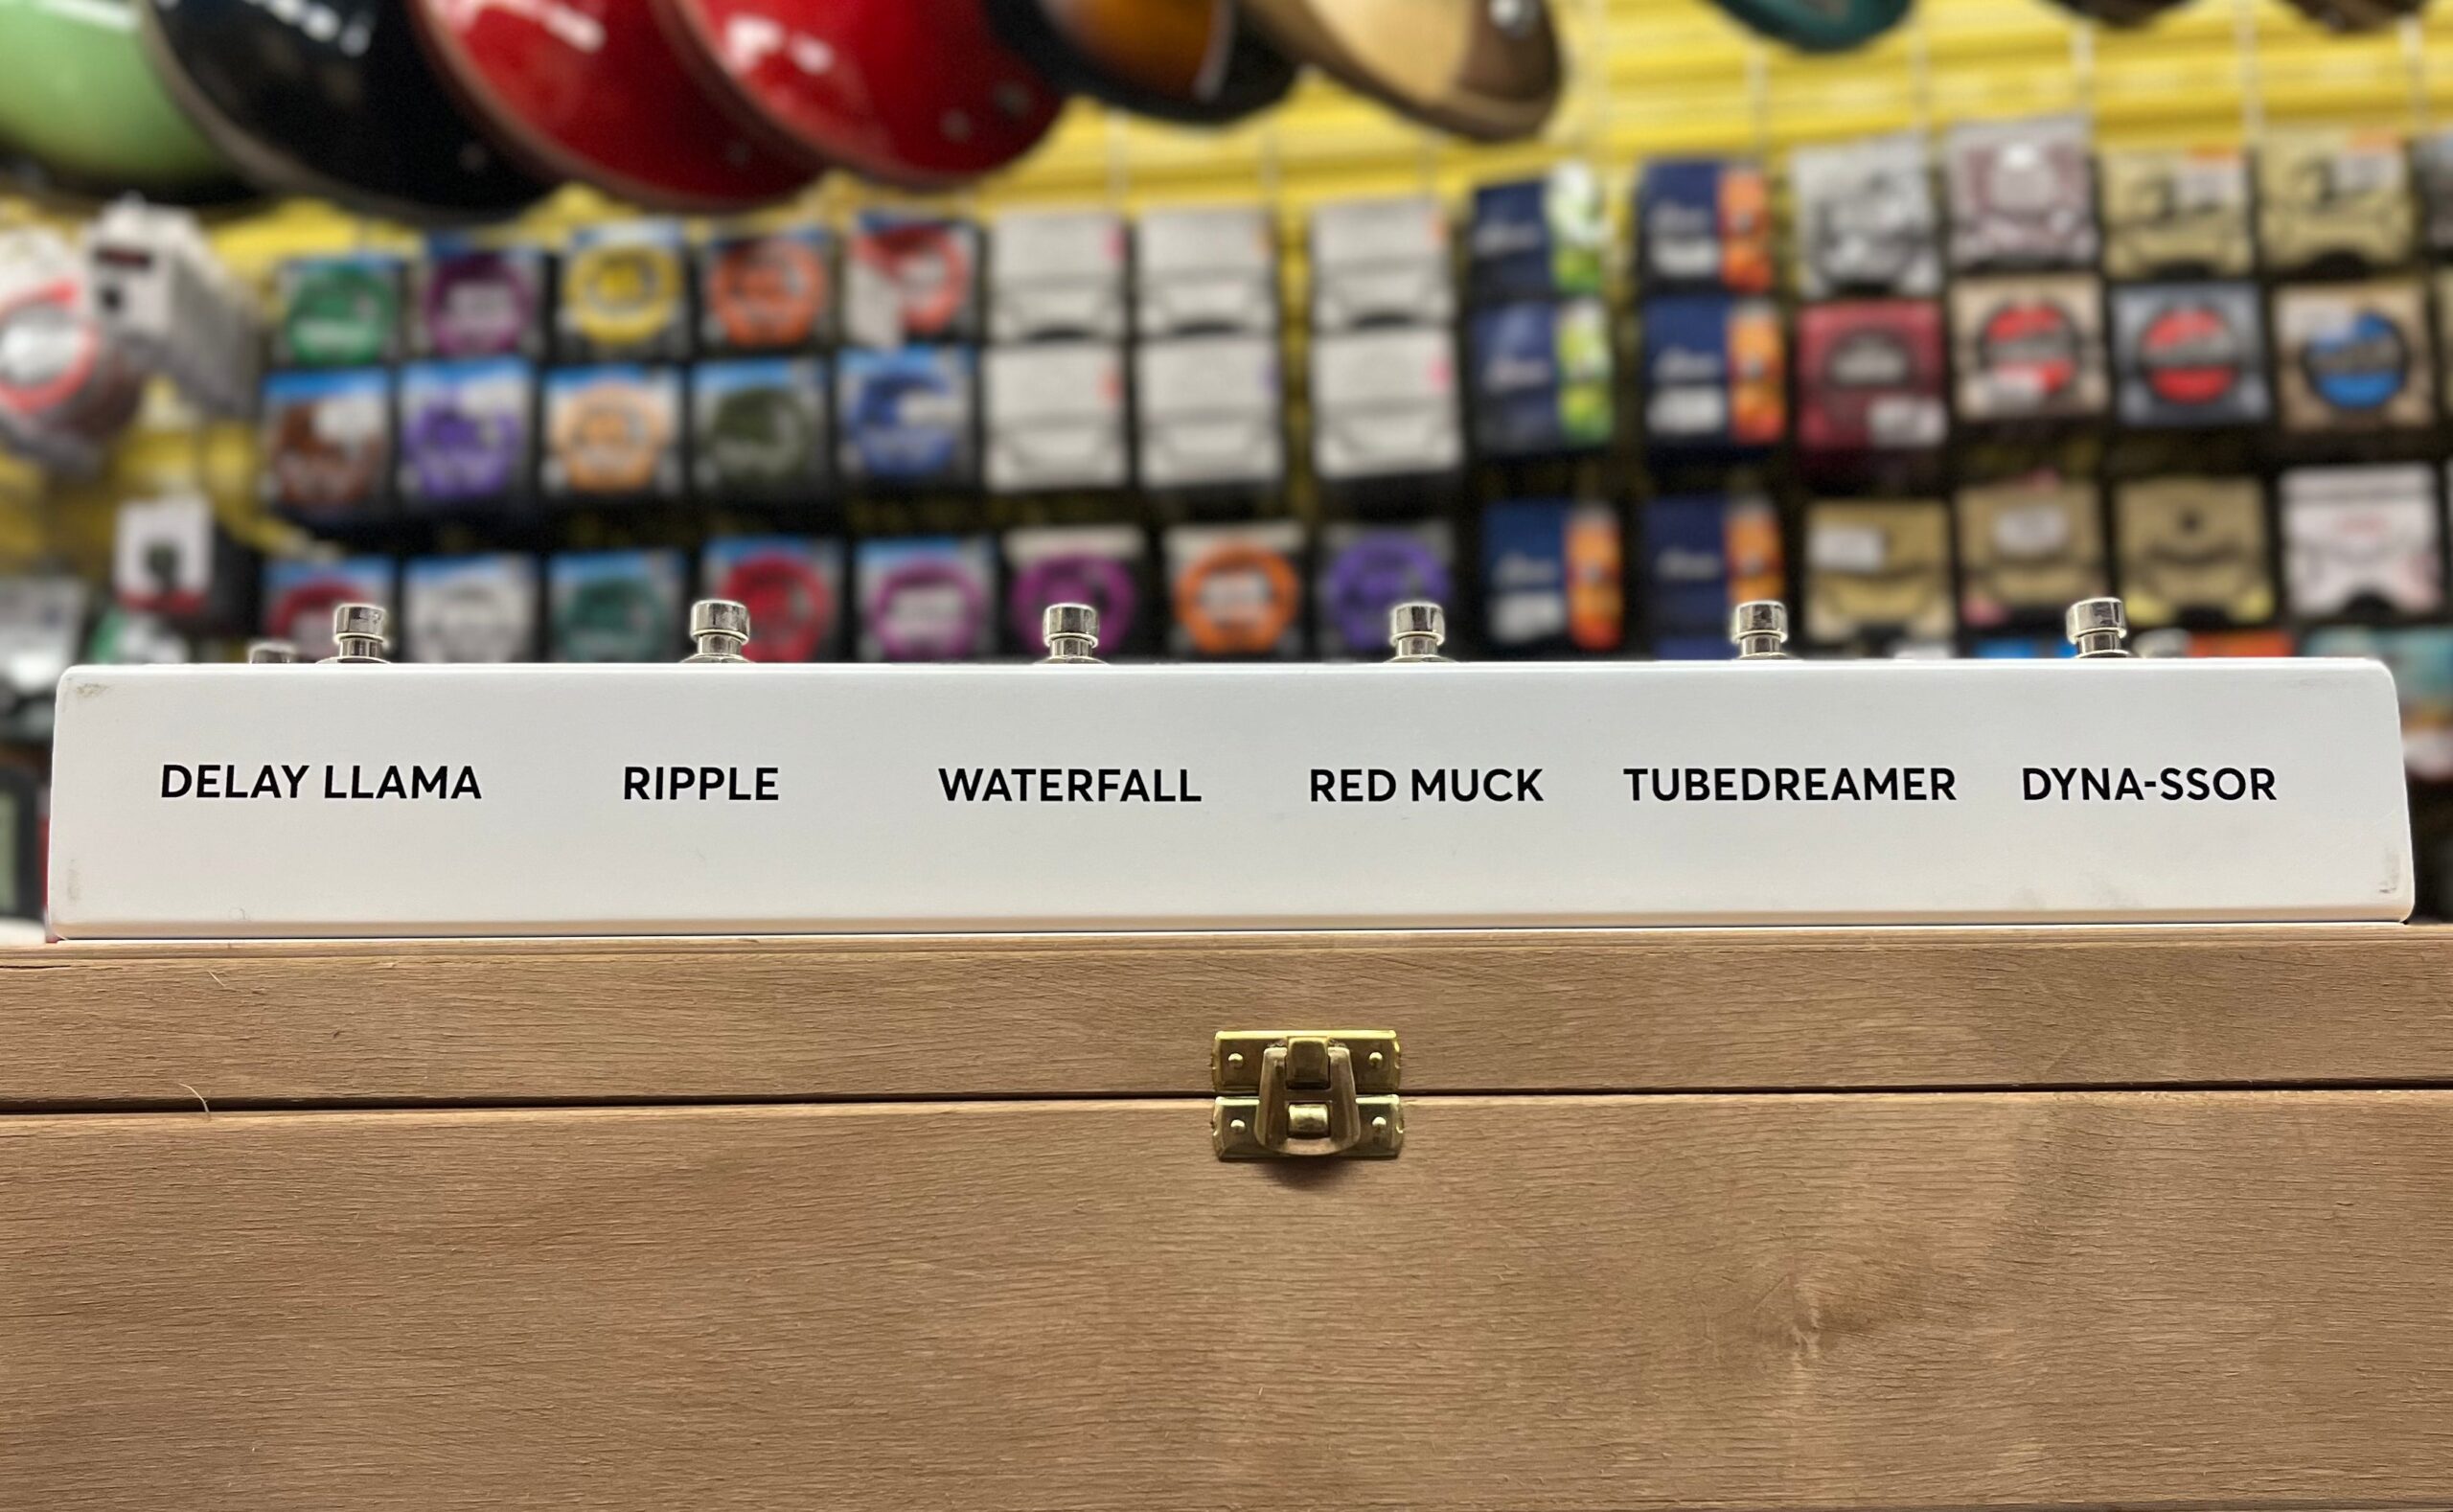 DELAY LLAMA RIPPLE WATERFALL RED MUCK TUBEDREAMER DYNA-SSOR